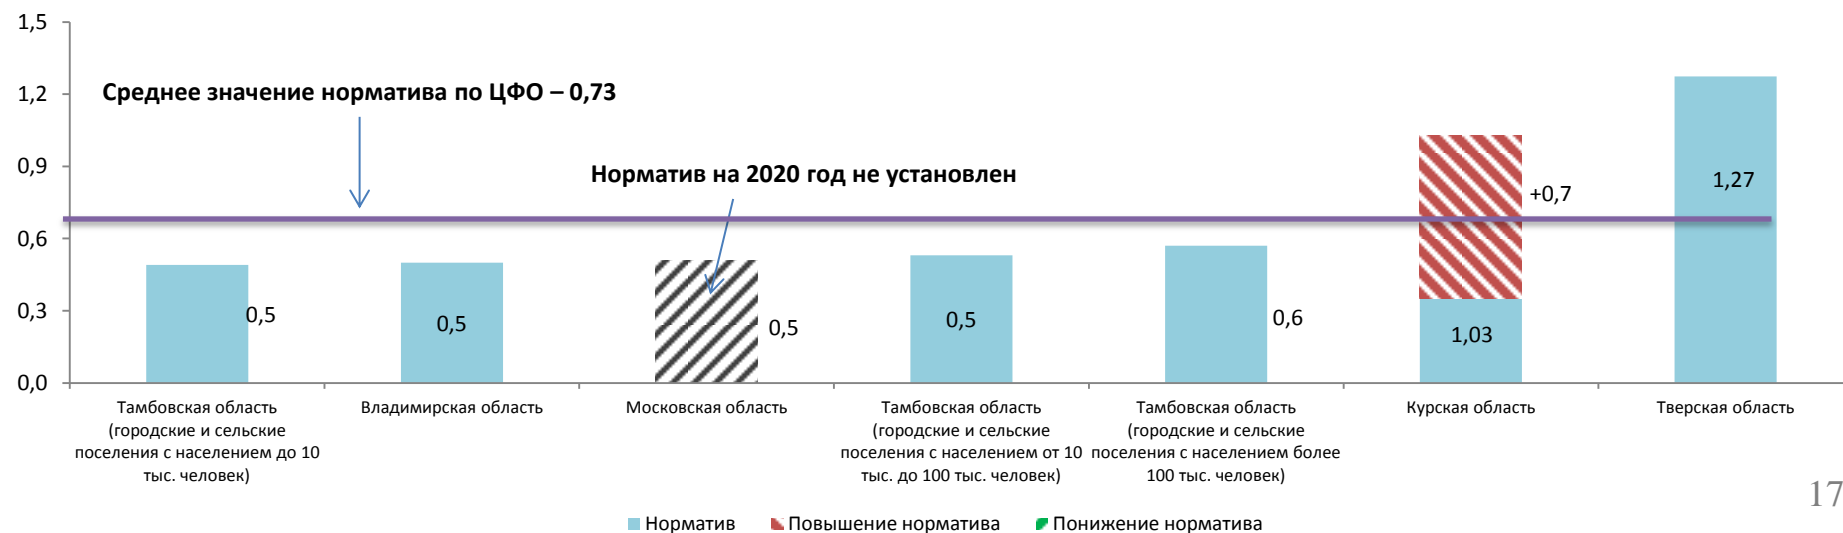 1,5
1,2
0,9
0,6
0,3
0,0
Среднее значение норматива по ЦФО – 0,73
Норматив на 2020 год не установлен
0,5
0,5
0,5
0,5
0,6
1,03
+0,7
1,27
Тамбовская область
(городские и сельские
поселения с населением до 10
тыс. человек)
Владимирская область
Московская область
Тамбовская область
(городские и сельские
поселения с населением от 10
тыс. до 100 тыс. человек)
Тамбовская область
(городские и сельские
поселения с населением более
100 тыс. человек)
Курская область
Тверская область
Норматив
Повышение норматива
Понижение норматива
17